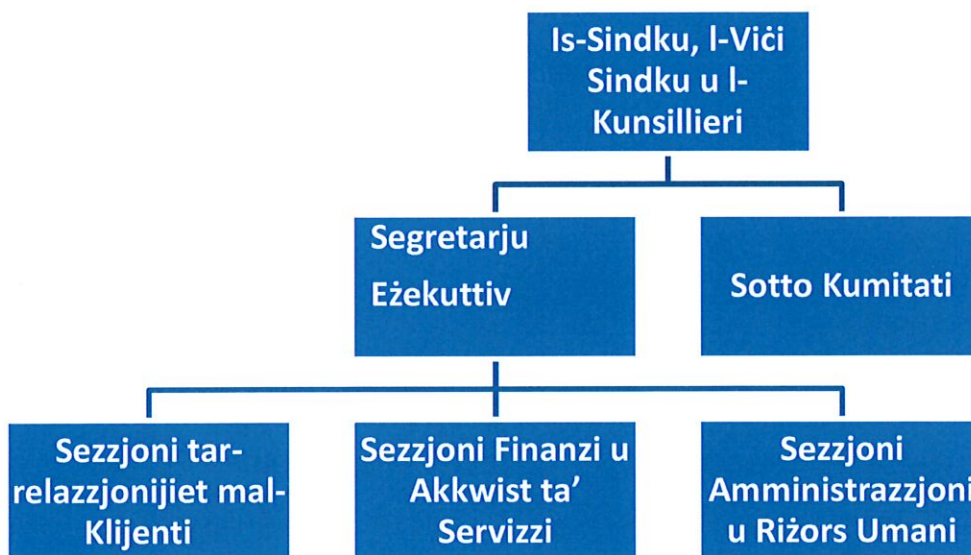 Is-Sindku, l-Viċi
Sindku u l-
Kunsillieri
Segretarju
Eżekuttiv
Sotto Kumitati
Sezzjoni tar-
relazzjonijiet mal-
Klijenti
Sezzjoni Finanzi u
Akkwist ta’
Servizzi
Sezzjoni
Amministrazzjoni
u Riżors Umani